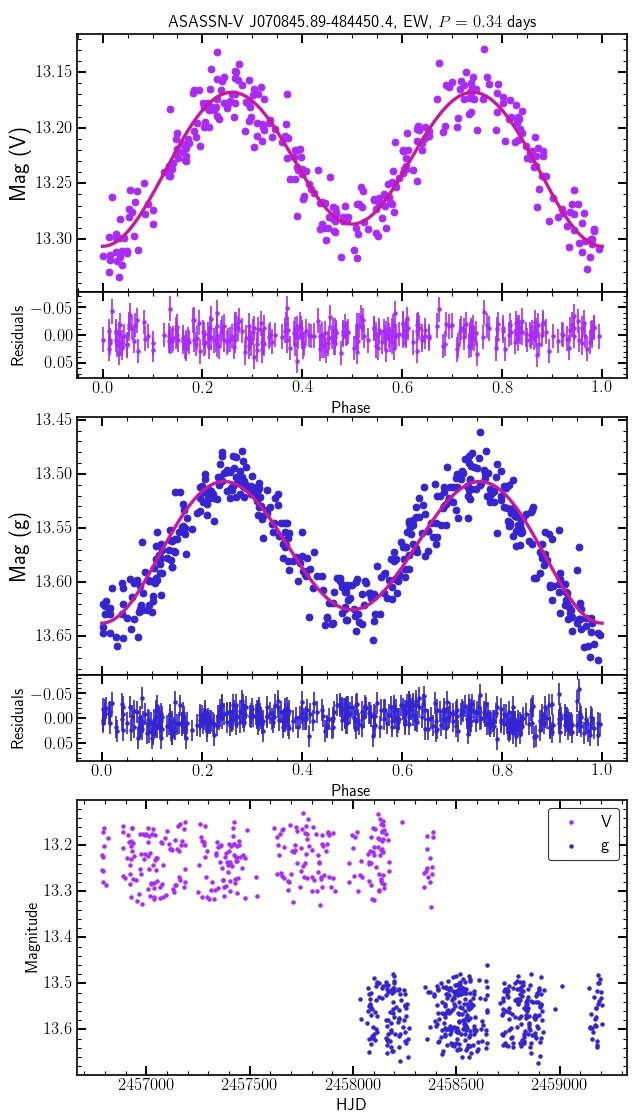 ASASSN-V J070845.89-484450.4, EW, P = 0.34 days
13.15
13.20
13.25
13.30
Mag (V)
−0.05
0.00
0.05
Residuals
0.0 0.2 0.4 0.6 0.8 1.0
Phase
13.45
13.50
13.55
13.60
13.65
Mag (g)
−0.05
0.00
0.05
Residuals
0.0 0.2 0.4 0.6 0.8 1.0
Phase
V
g
13.2
13.3
13.4
13.5
13.6
Magnitude
2457000 2457500 2458000 2458500 2459000
HJD